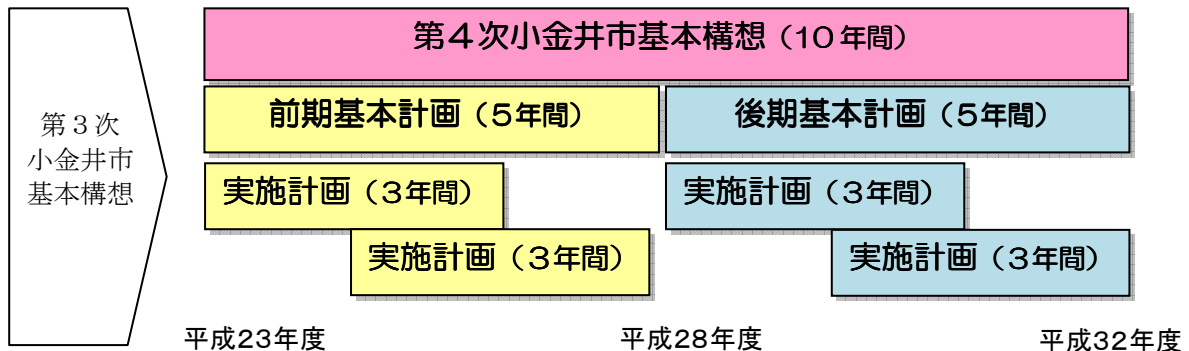 第３次
小金井市
基本構想
第４次小金井市基本構想（１０年間）
前期基本計画（５年間）
後期基本計画（５年間）
実施計画（３年間）
実施計画（３年間）
実施計画（３年間）
実施計画（３年間）
平成23年度
平成28年度
平成32年度